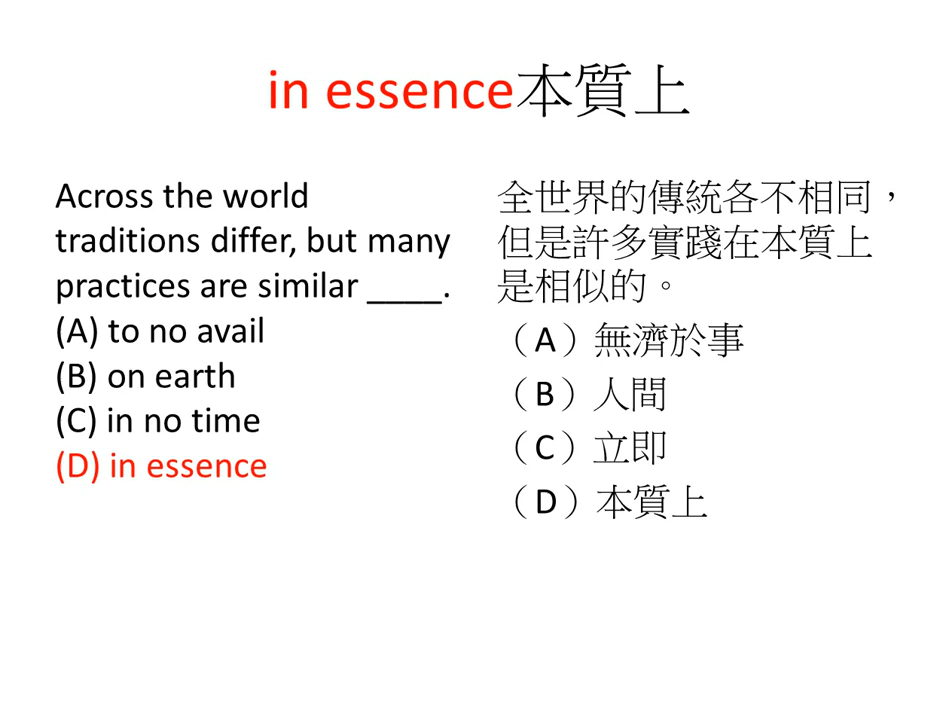 in essence本質上
Across the world
traditions differ, but many
practices are similar ____.
(A) to no avail
(B) on earth
(C) in no time
(D) in essence
全世界的傳統各不相同，
但是許多實踐在本質上
是相似的。
（A）無濟於事
（B）人間
（C）立即
（D）本質上